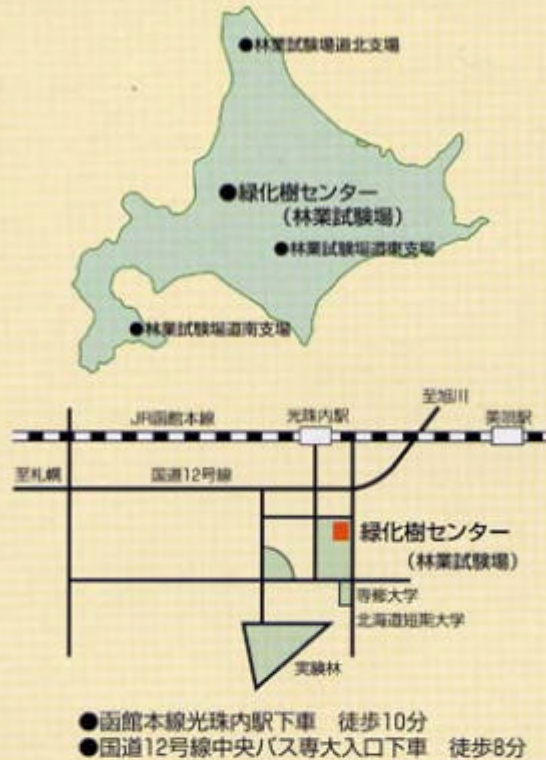 ●林業試験場道北支場
●緑化樹センター
(林業試験場)
●林業試験場道東支場
●林業試験場道南支場
至旭川
JR函館本線
光珠内駅
美唄駅
至札幌
国道12号線
緑化樹センター
(林業試験場)
専修大学
北海道短期大学
実験林
●函館本線光珠内駅下車 徒歩10分
●国道12号線中央バス専大入口下車 徒歩8分